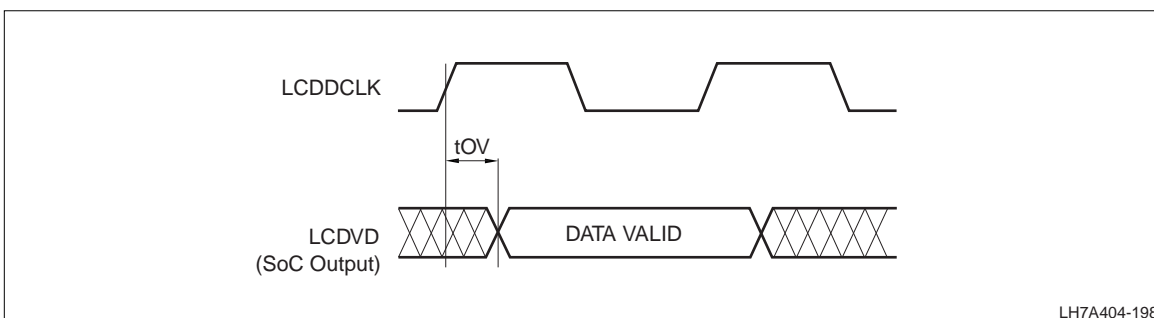 LCDDCLK
tOV
LCDVD
(SoC Output)
DATA VALID
LH7A404-198